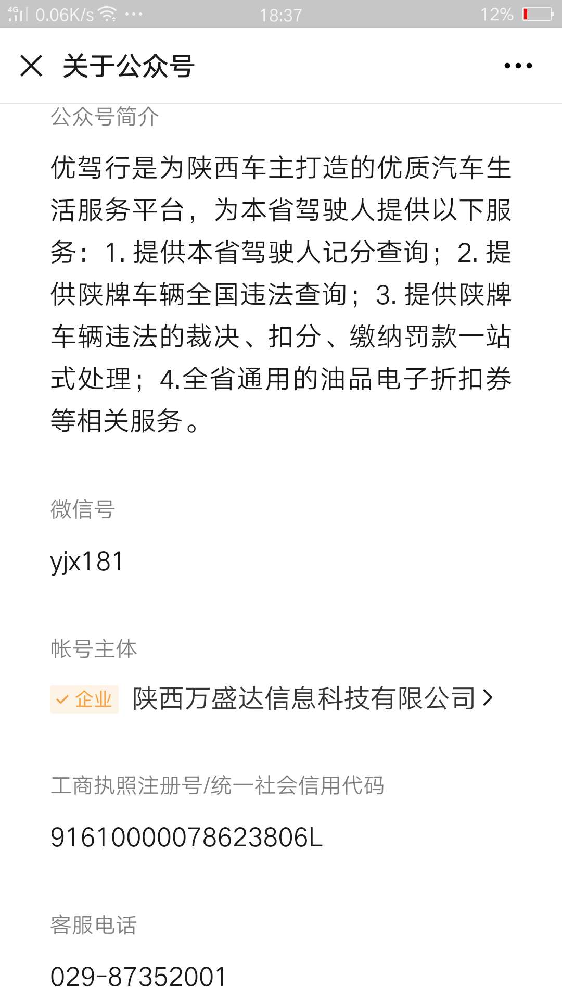 4G 0.06K/s ··· 18:37 12%
关于公众号
公众号简介
优驾行是为陕西车主打造的优质汽车生
活服务平台，为本省驾驶人提供以下服
务：1. 提供本省驾驶人记分查询；2. 提
供陕牌车辆全国违法查询；3. 提供陕牌
车辆违法的裁决、扣分、缴纳罚款一站
式处理；4.全省通用的油品电子折扣券
等相关服务。
微信号
yjx181
帐号主体
企业 陕西万盛达信息科技有限公司
工商执照注册号/统一社会信用代码
91610000078623806L
客服电话
029-87352001